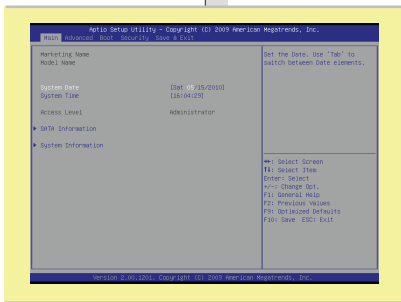 Aptio Setup Utility - Copyright (C) 2009 American Megatrends, Inc.
Main Advanced Boot Security Save & Exit
Marketing Name
Model Name
System Date [Sat 05/15/2010]
System Time [16:04:29]
Access Level Administrator
SATA Information
System Information
Set the Date. Use 'Tab' to
switch between Date elements.
↔: Select Screen
↑↓: Select Item
Enter: Select
+/-: Change Opt.
F1: General Help
F2: Previous Values
F9: Optimized Defaults
F10: Save ESC: Exit
Version 2.00.1201. Copyright (C) 2009 American Megatrends, Inc.